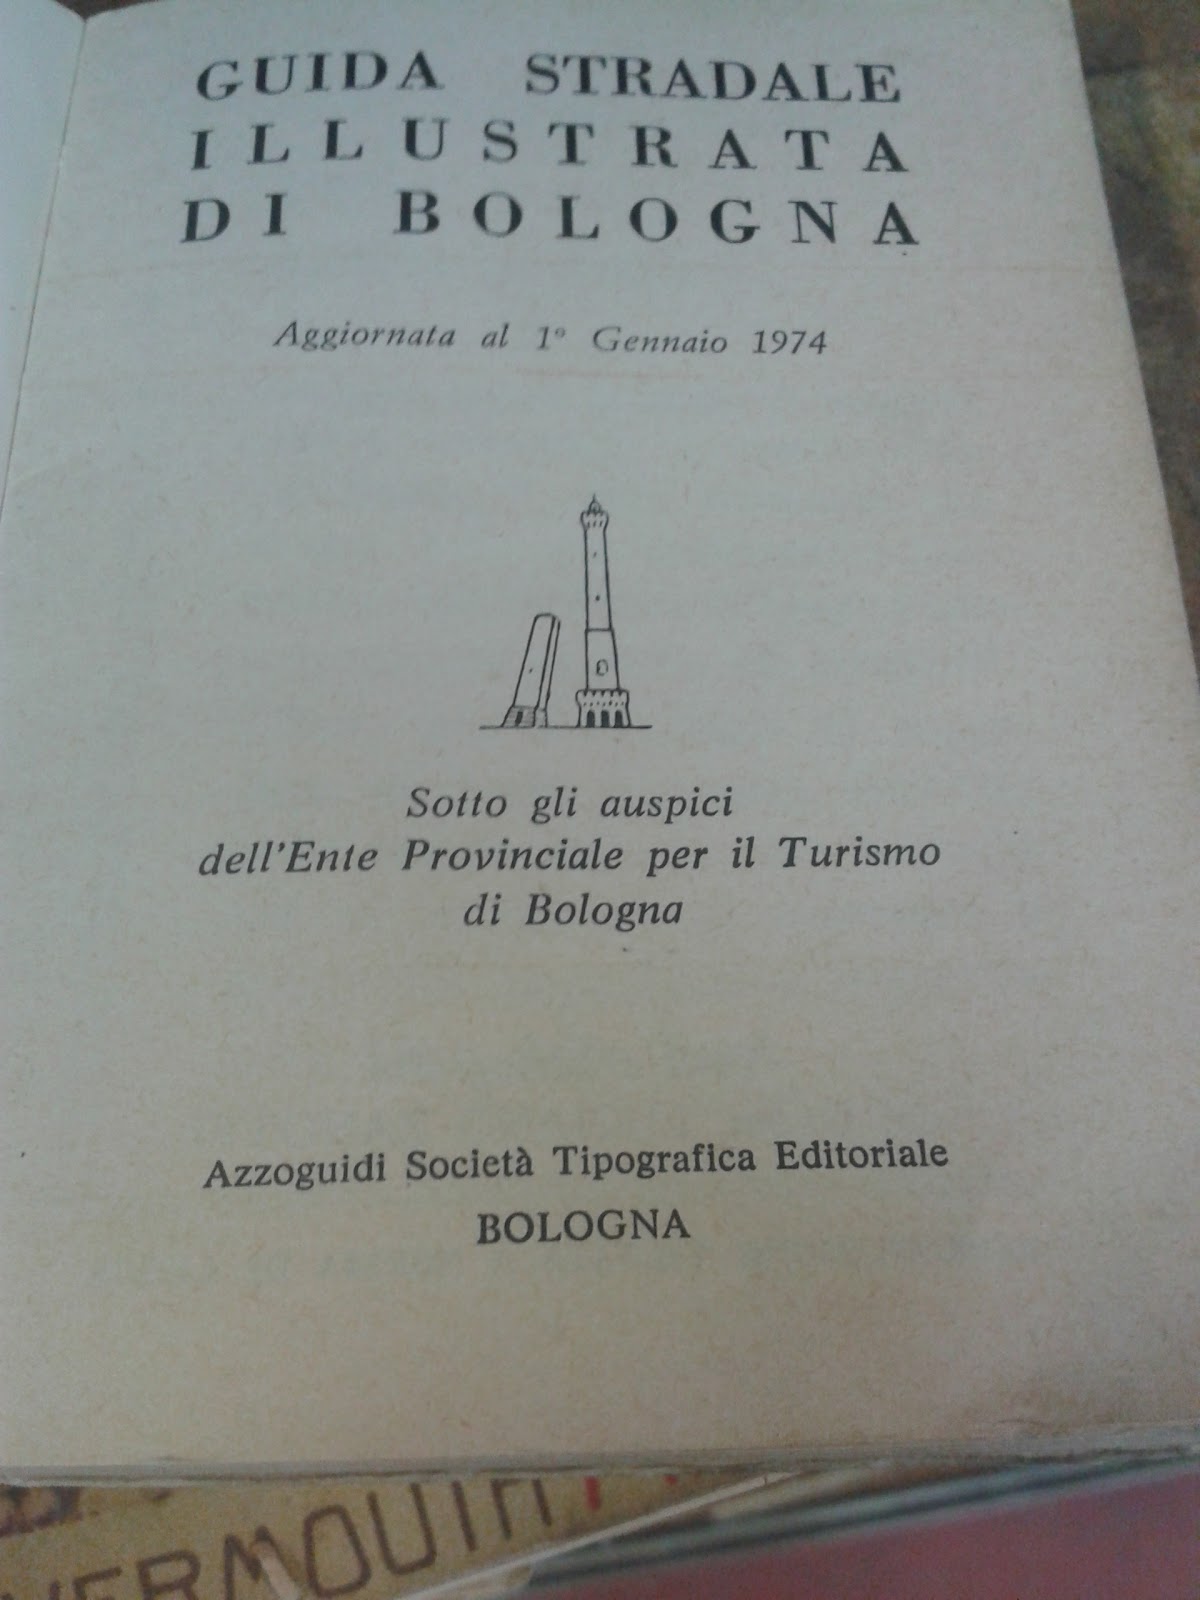 GUIDA STRADALE
ILLUSTRATA
DI BOLOGNA
Aggiornata al 1° Gennaio 1974
Sotto gli auspici
dell'Ente Provinciale per il Turismo
di Bologna
Azzoguidi Società Tipografica Editoriale
BOLOGNA
VERMOUTH